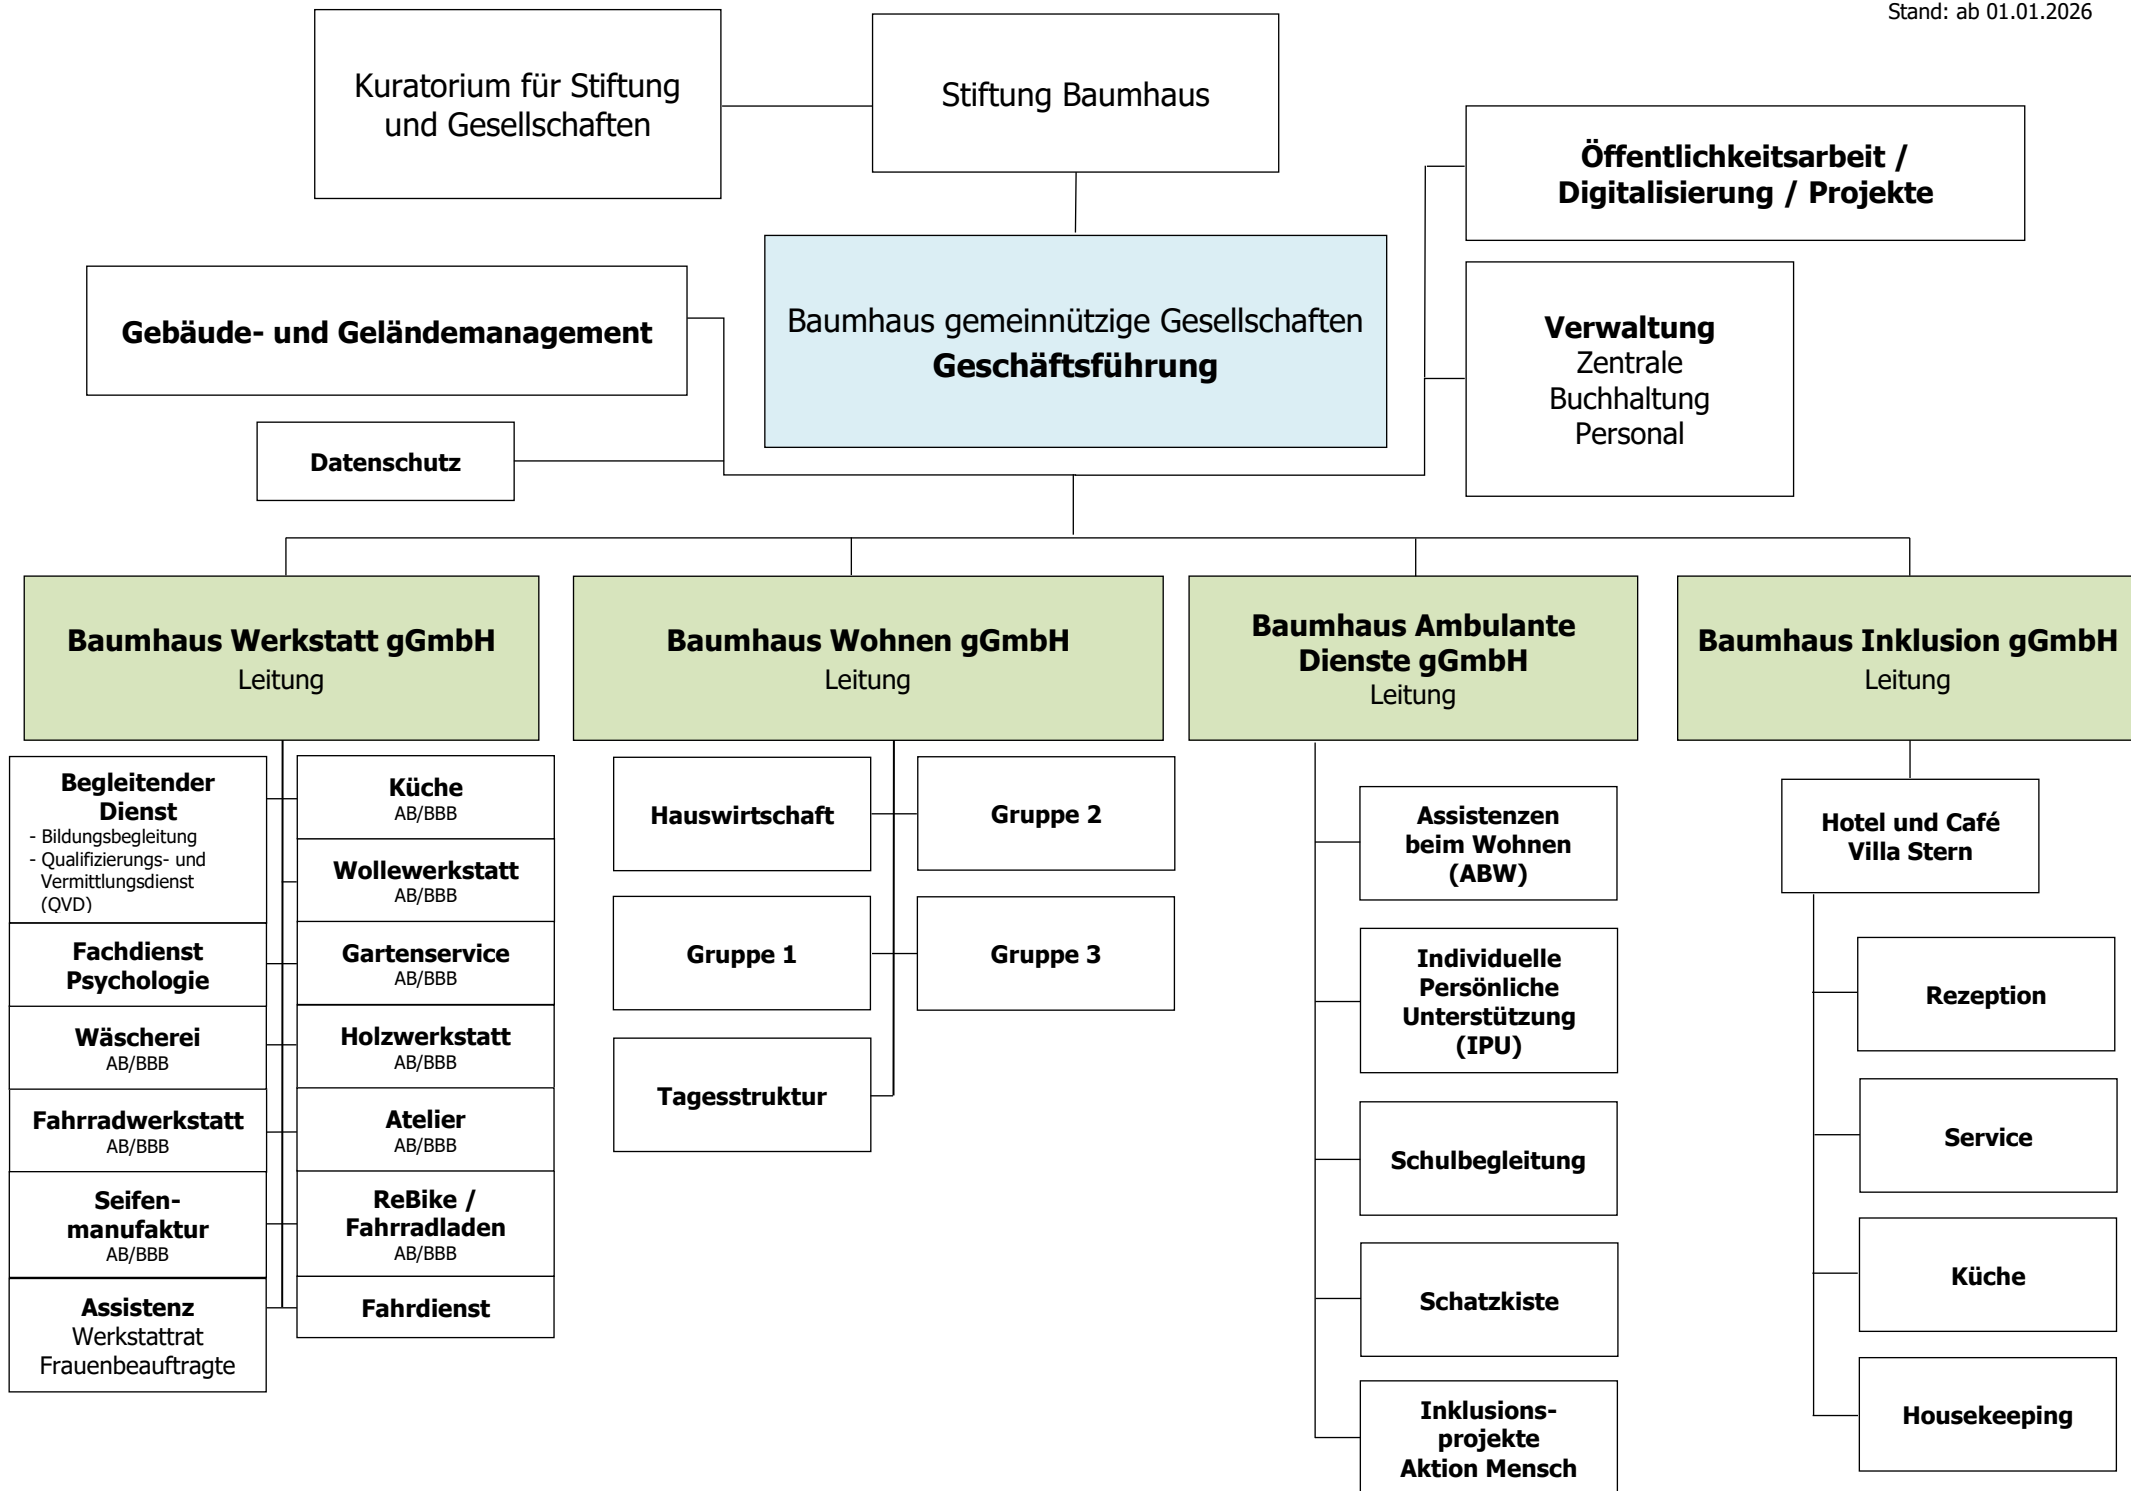 Stand: ab 01.01.2026
Kuratorium für Stiftung
und Gesellschaften
Stiftung Baumhaus
Öffentlichkeitsarbeit /
Digitalisierung / Projekte
Gebäude- und Geländemanagement
Baumhaus gemeinnützige Gesellschaften
Geschäftsführung
Verwaltung
Zentrale
Buchhaltung
Personal
Datenschutz
Baumhaus Werkstatt gGmbH
Leitung
Baumhaus Wohnen gGmbH
Leitung
Baumhaus Ambulante
Dienste gGmbH
Leitung
Baumhaus Inklusion gGmbH
Leitung
Begleitender
Dienst
- Bildungsbegleitung
- Qualifizierungs- und
Vermittlungsdienst
(QVD)
Fachdienst
Psychologie
Wäscherei
AB/BBB
Fahrradwerkstatt
AB/BBB
Seifen-
manufaktur
AB/BBB
Assistenz
Werkstattrat
Frauenbeauftragte
Küche
AB/BBB
Wollewerkstatt
AB/BBB
Gartenservice
AB/BBB
Holzwerkstatt
AB/BBB
Atelier
AB/BBB
ReBike /
Fahrradladen
AB/BBB
Fahrdienst
Hauswirtschaft
Gruppe 1
Tagesstruktur
Gruppe 2
Gruppe 3
Assistenzen
beim Wohnen
(ABW)
Individuelle
Persönliche
Unterstützung
(IPU)
Schulbegleitung
Schatzkiste
Inklusions-
projekte
Aktion Mensch
Hotel und Café
Villa Stern
Rezeption
Service
Küche
Housekeeping